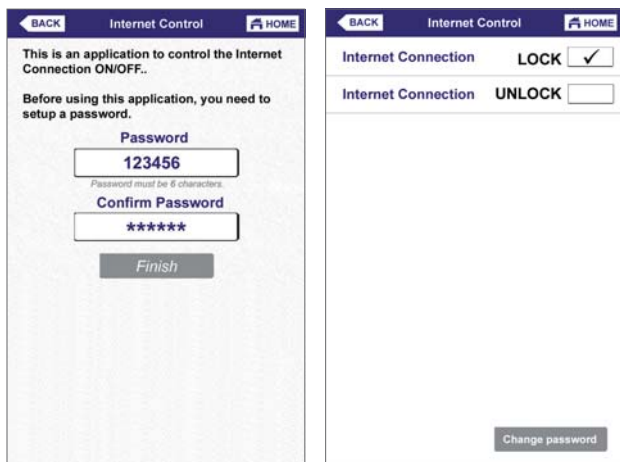 BACK Internet Control HOME
This is an application to control the Internet
Connection ON/OFF..
Before using this application, you need to
setup a password.
Password
123456
Password must be 6 characters.
Confirm Password
******
Finish
BACK Internet Control HOME
Internet Connection LOCK ✓
Internet Connection UNLOCK
Change password